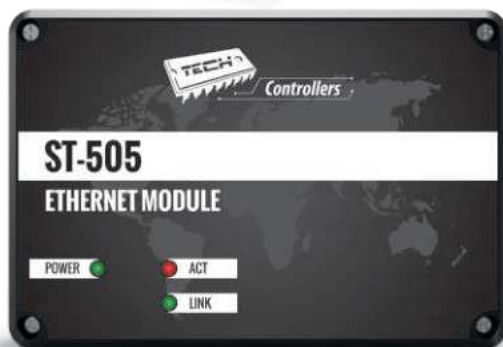 TECH
Controllers
ST-505
ETHERNET MODULE
POWER
ACT
LINK